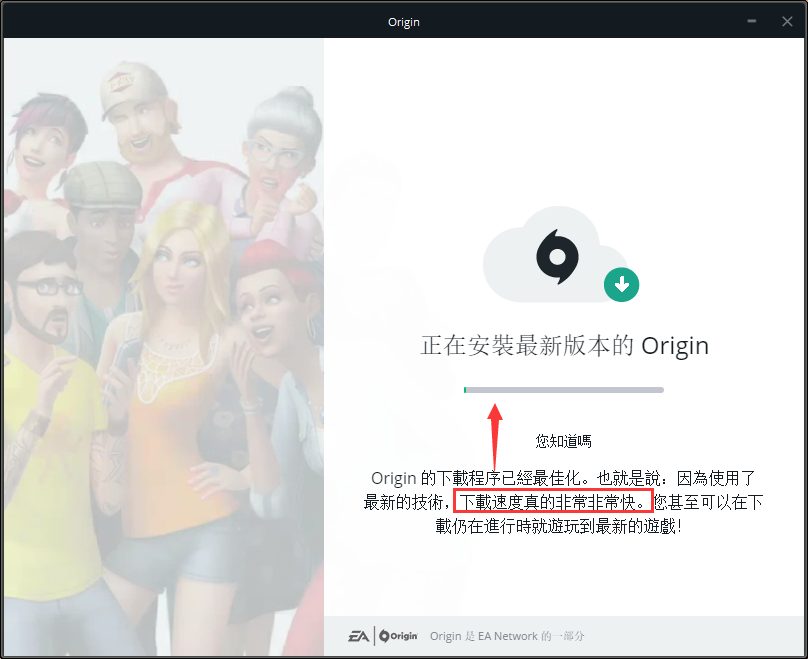 Origin
正在安裝最新版本的 Origin
您知道嗎
Origin 的下載程序已經最佳化。也就是說：因為使用了
最新的技術，下載速度真的非常非常快。您甚至可以在下
載仍在進行時就遊玩到最新的遊戲！
EA Origin Origin 是 EA Network 的一部分